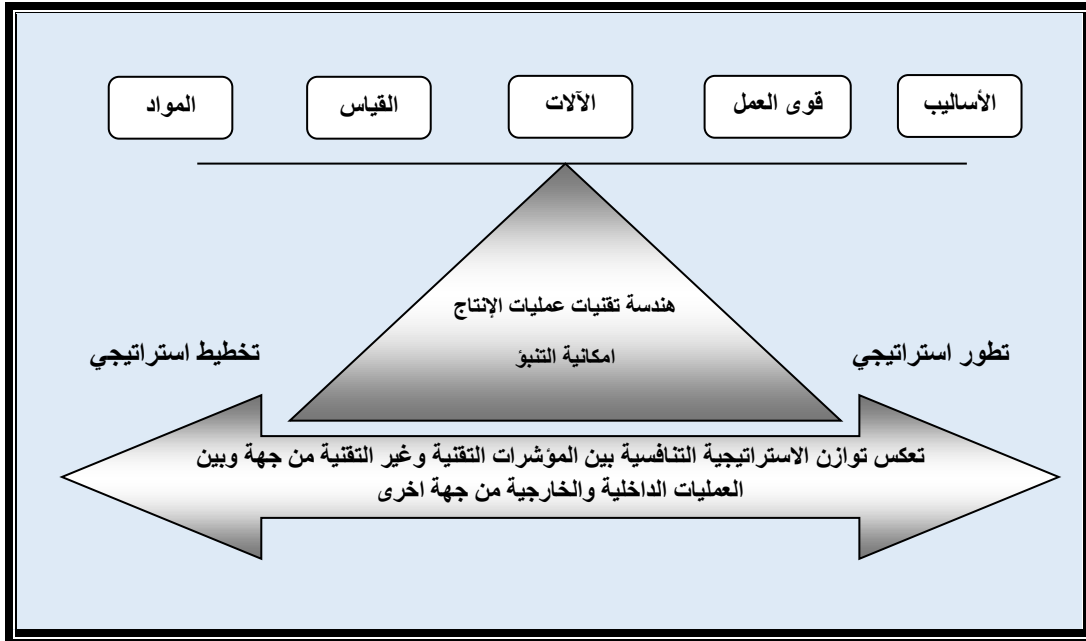 الأساليب
قوى العمل
الآلات
القياس
المواد
هندسة تقنيات عمليات الإنتاج
امكانية التنبؤ
تطور استراتيجي
تخطيط استراتيجي
تعكس توازن الاستراتيجية التنافسية بين المؤشرات التقنية وغير التقنية من جهة وبين
العمليات الداخلية والخارجية من جهة اخرى